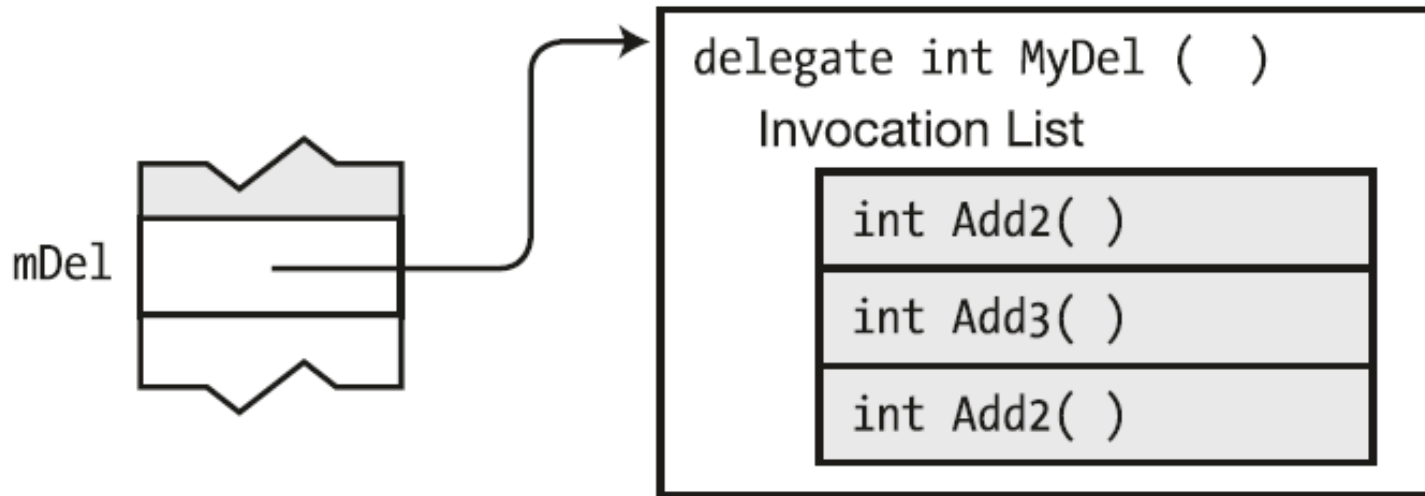 delegate int MyDel ( )
Invocation List
mDel
int Add2( )
int Add3( )
int Add2( )